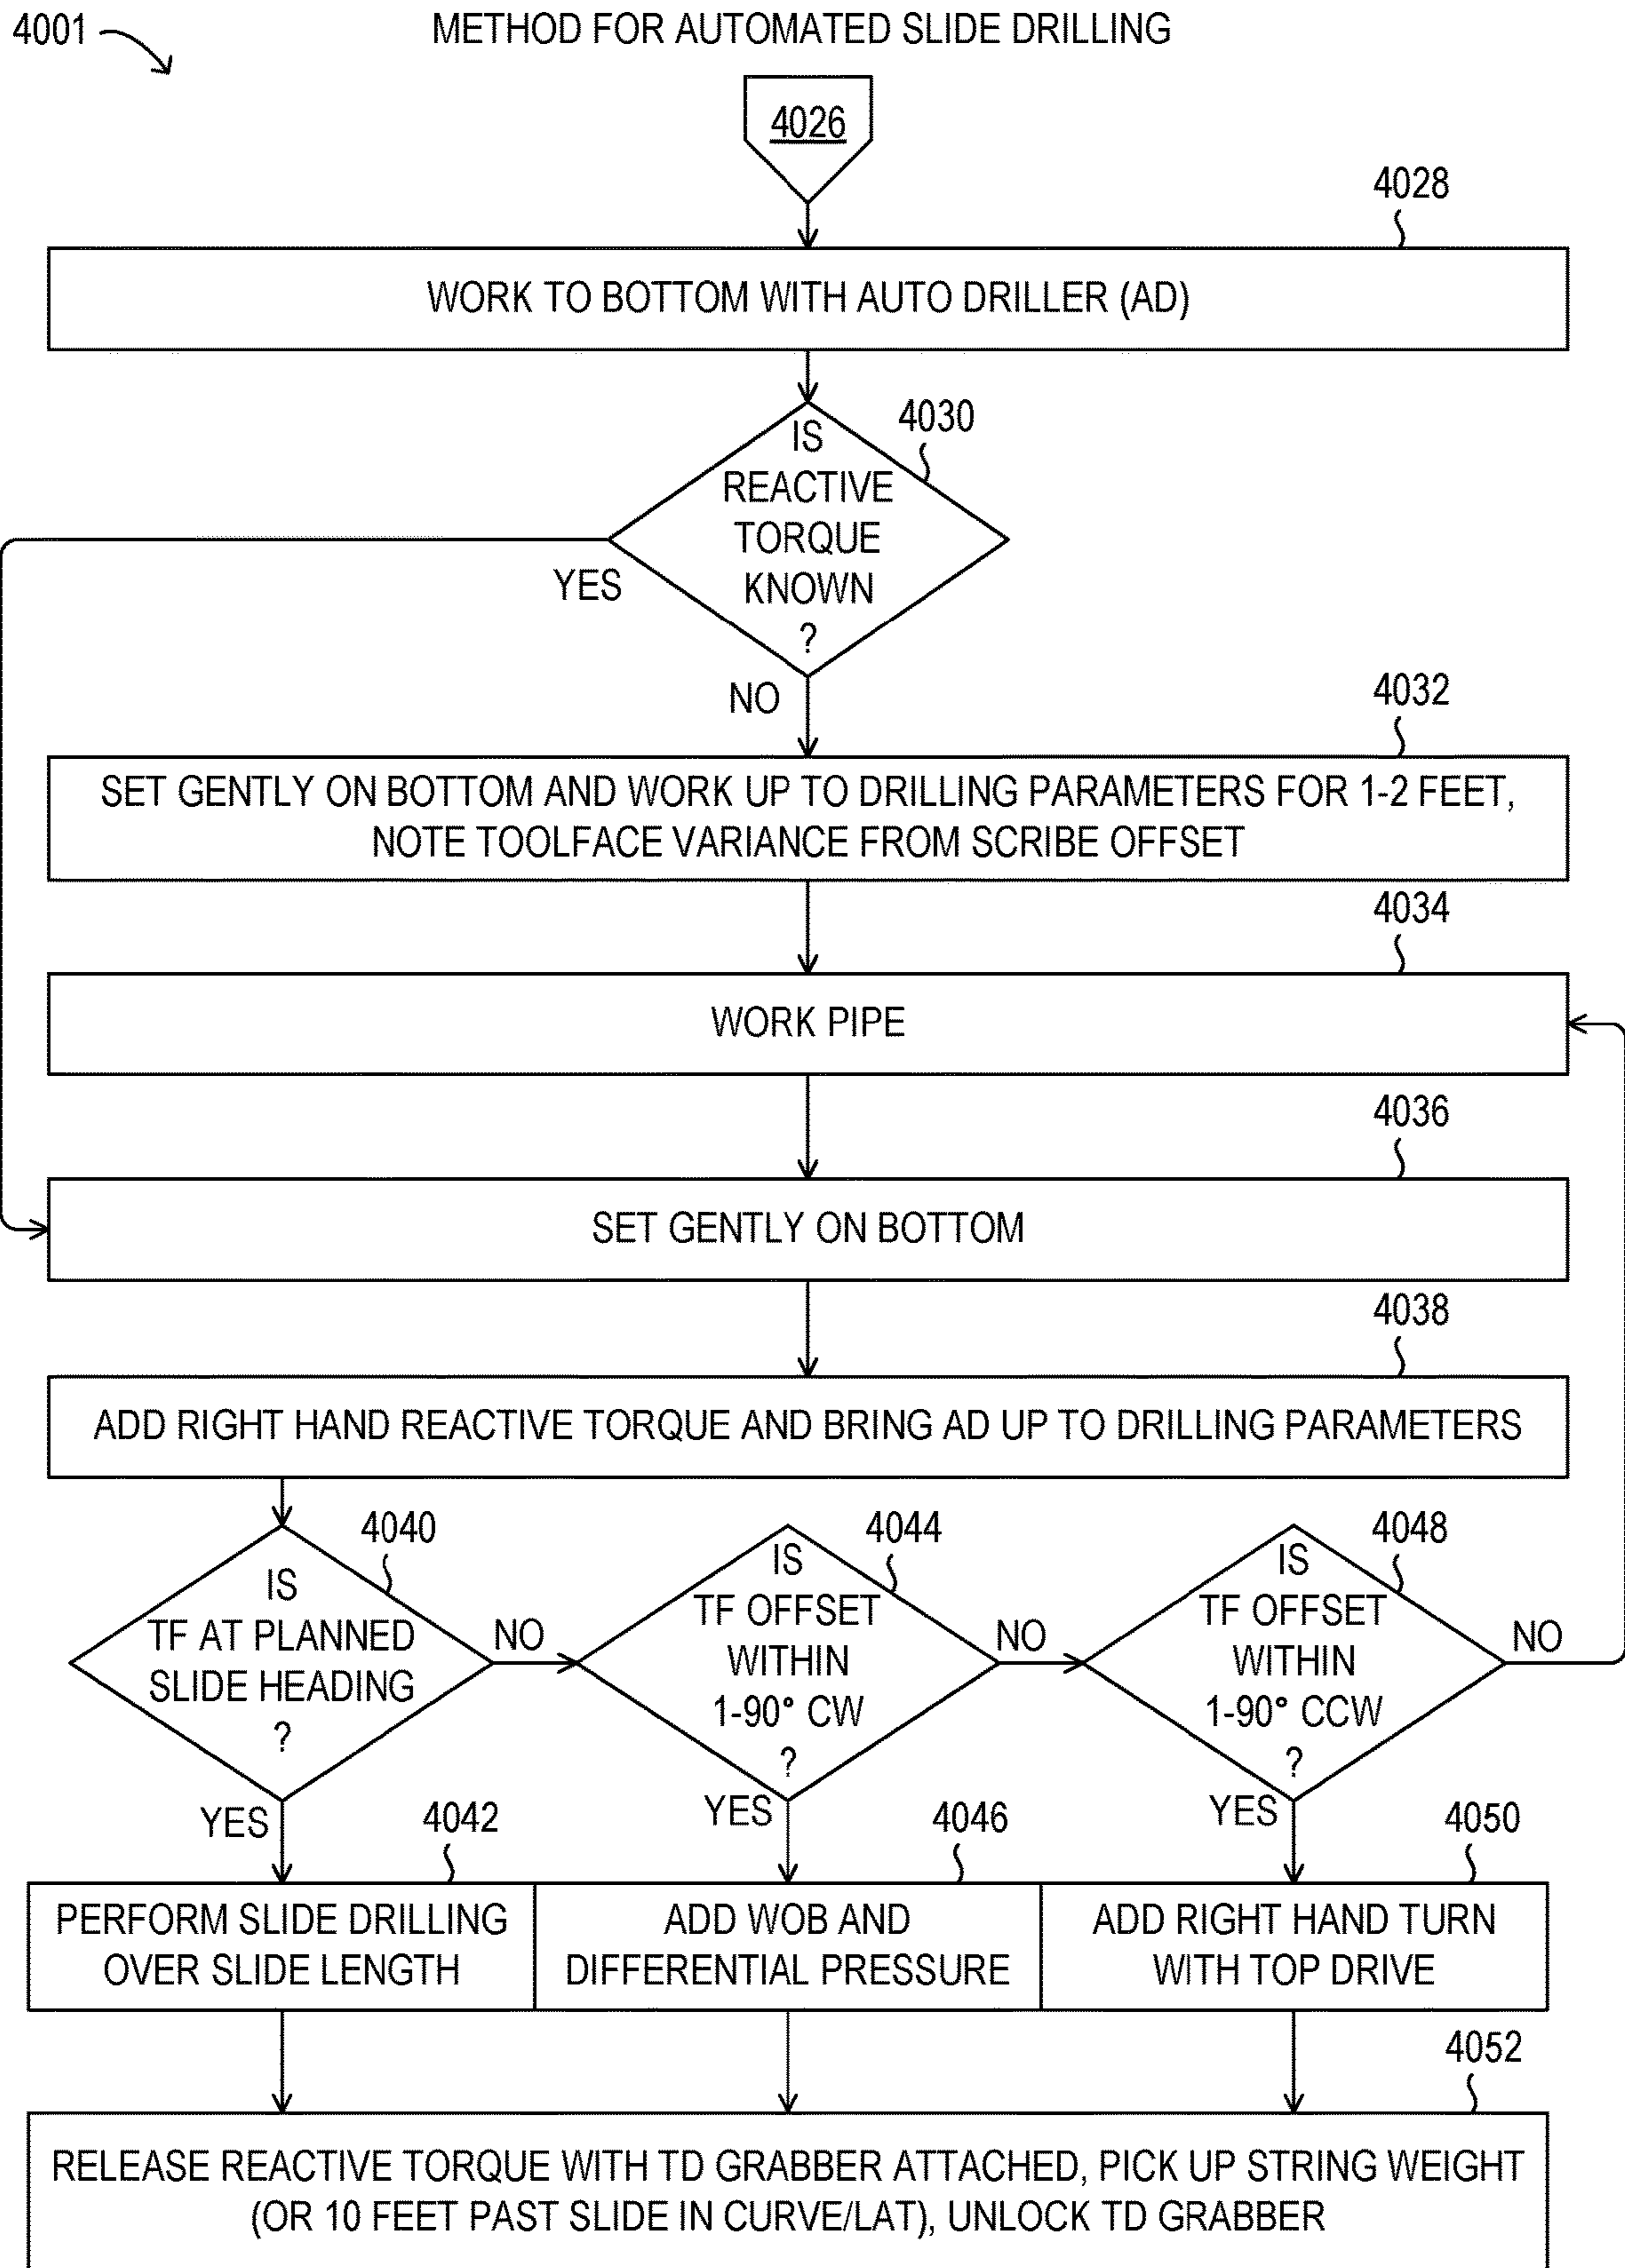 4001
METHOD FOR AUTOMATED SLIDE DRILLING
4026
4028
WORK TO BOTTOM WITH AUTO DRILLER (AD)
4030
IS
REACTIVE
TORQUE
KNOWN
?
YES
NO
4032
SET GENTLY ON BOTTOM AND WORK UP TO DRILLING PARAMETERS FOR 1-2 FEET,
NOTE TOOLFACE VARIANCE FROM SCRIBE OFFSET
4034
WORK PIPE
4036
SET GENTLY ON BOTTOM
4038
ADD RIGHT HAND REACTIVE TORQUE AND BRING AD UP TO DRILLING PARAMETERS
4040
IS
TF AT PLANNED
SLIDE HEADING
?
NO
YES
4044
IS
TF OFFSET
WITHIN
1-90° CW
?
NO
YES
4048
IS
TF OFFSET
WITHIN
1-90° CCW
?
NO
YES
4042
PERFORM SLIDE DRILLING
OVER SLIDE LENGTH
4046
ADD WOB AND
DIFFERENTIAL PRESSURE
4050
ADD RIGHT HAND TURN
WITH TOP DRIVE
4052
RELEASE REACTIVE TORQUE WITH TD GRABBER ATTACHED, PICK UP STRING WEIGHT
(OR 10 FEET PAST SLIDE IN CURVE/LAT), UNLOCK TD GRABBER